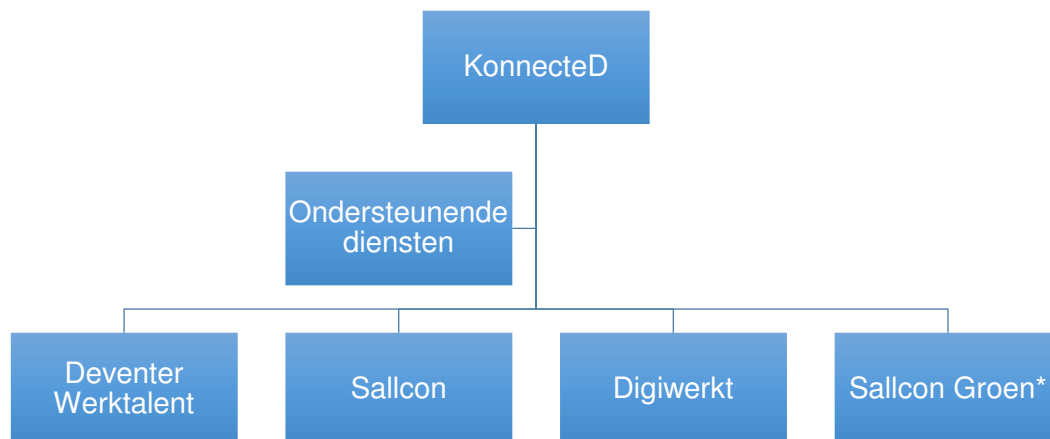 KonnecteD
Ondersteunende
diensten
Deventer
Werktalent
Sallcon
Digiwerkt
Sallcon Groen*